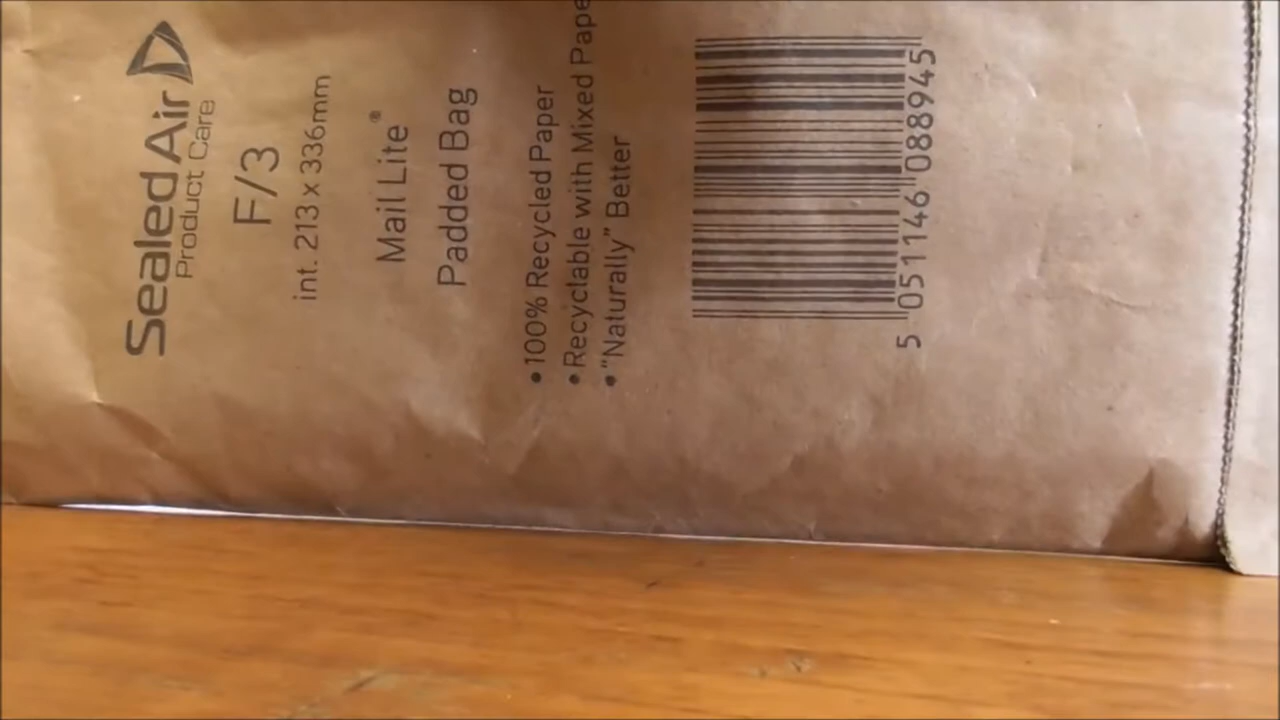 Sealed Air
Product Care
F/3
int. 213 x 336mm
Mail Lite®
Padded Bag
• 100% Recycled Paper
• Recyclable with Mixed Pape
• "Naturally" Better
5 051146 088945